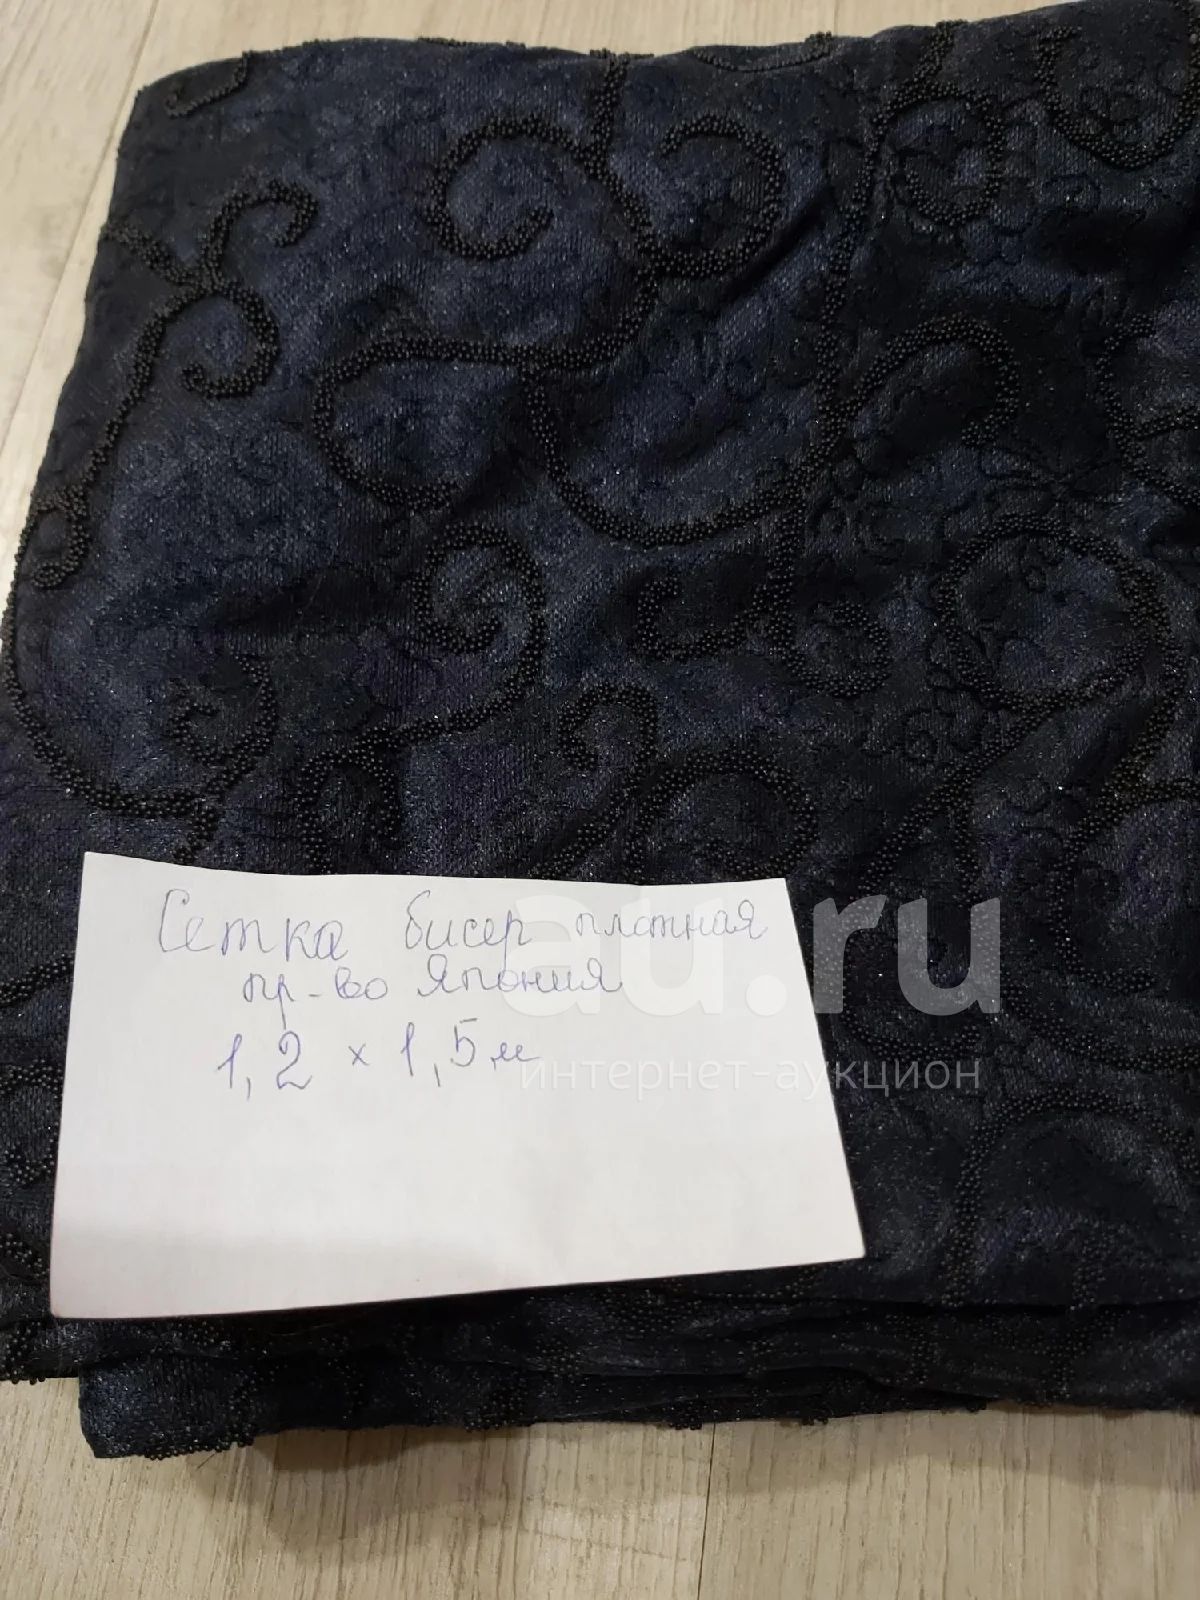 Сетка бисер платная
пр-во Япония
1,2 × 1,5 м
au.ru
интернет-аукцион